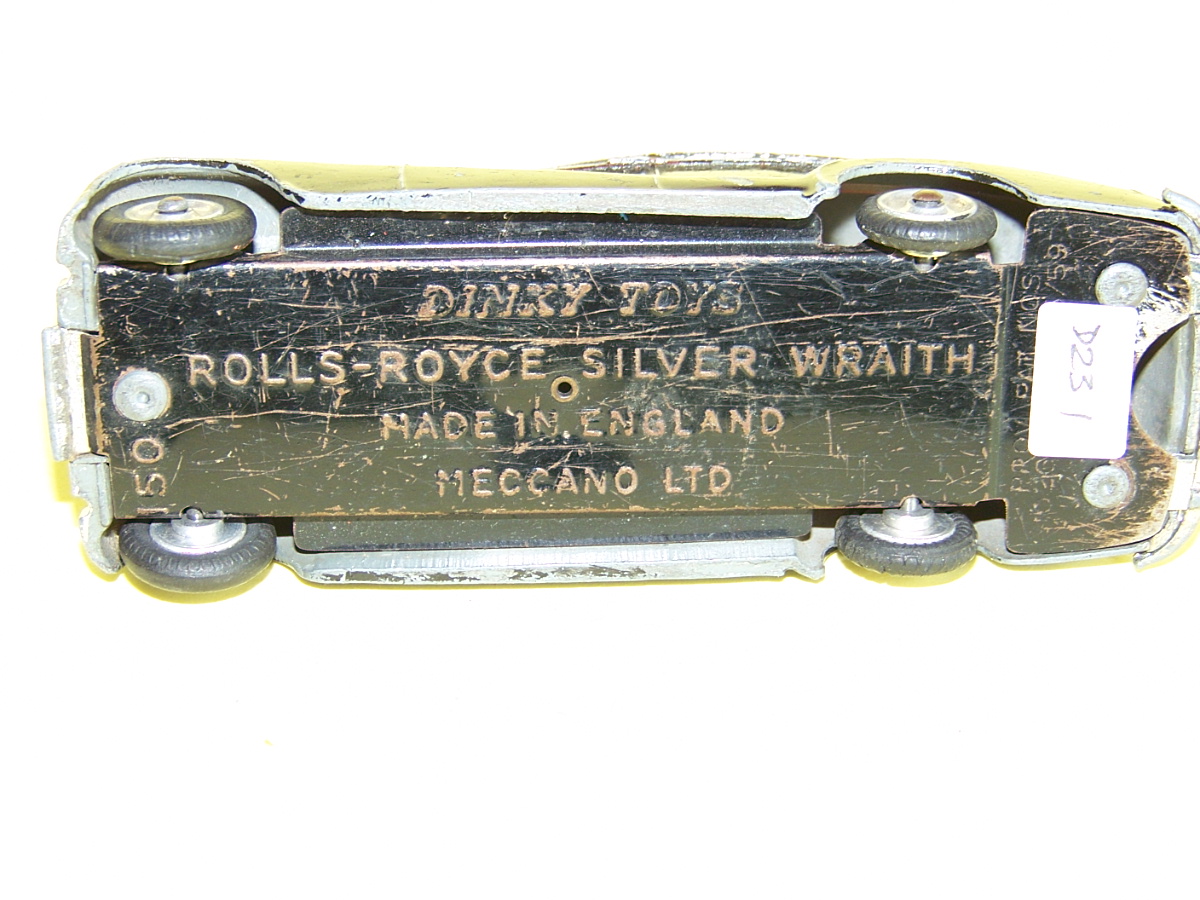 DINKY TOYS
ROLLS-ROYCE SILVER WRAITH
MADE IN ENGLAND
MECCANO LTD
150
D231